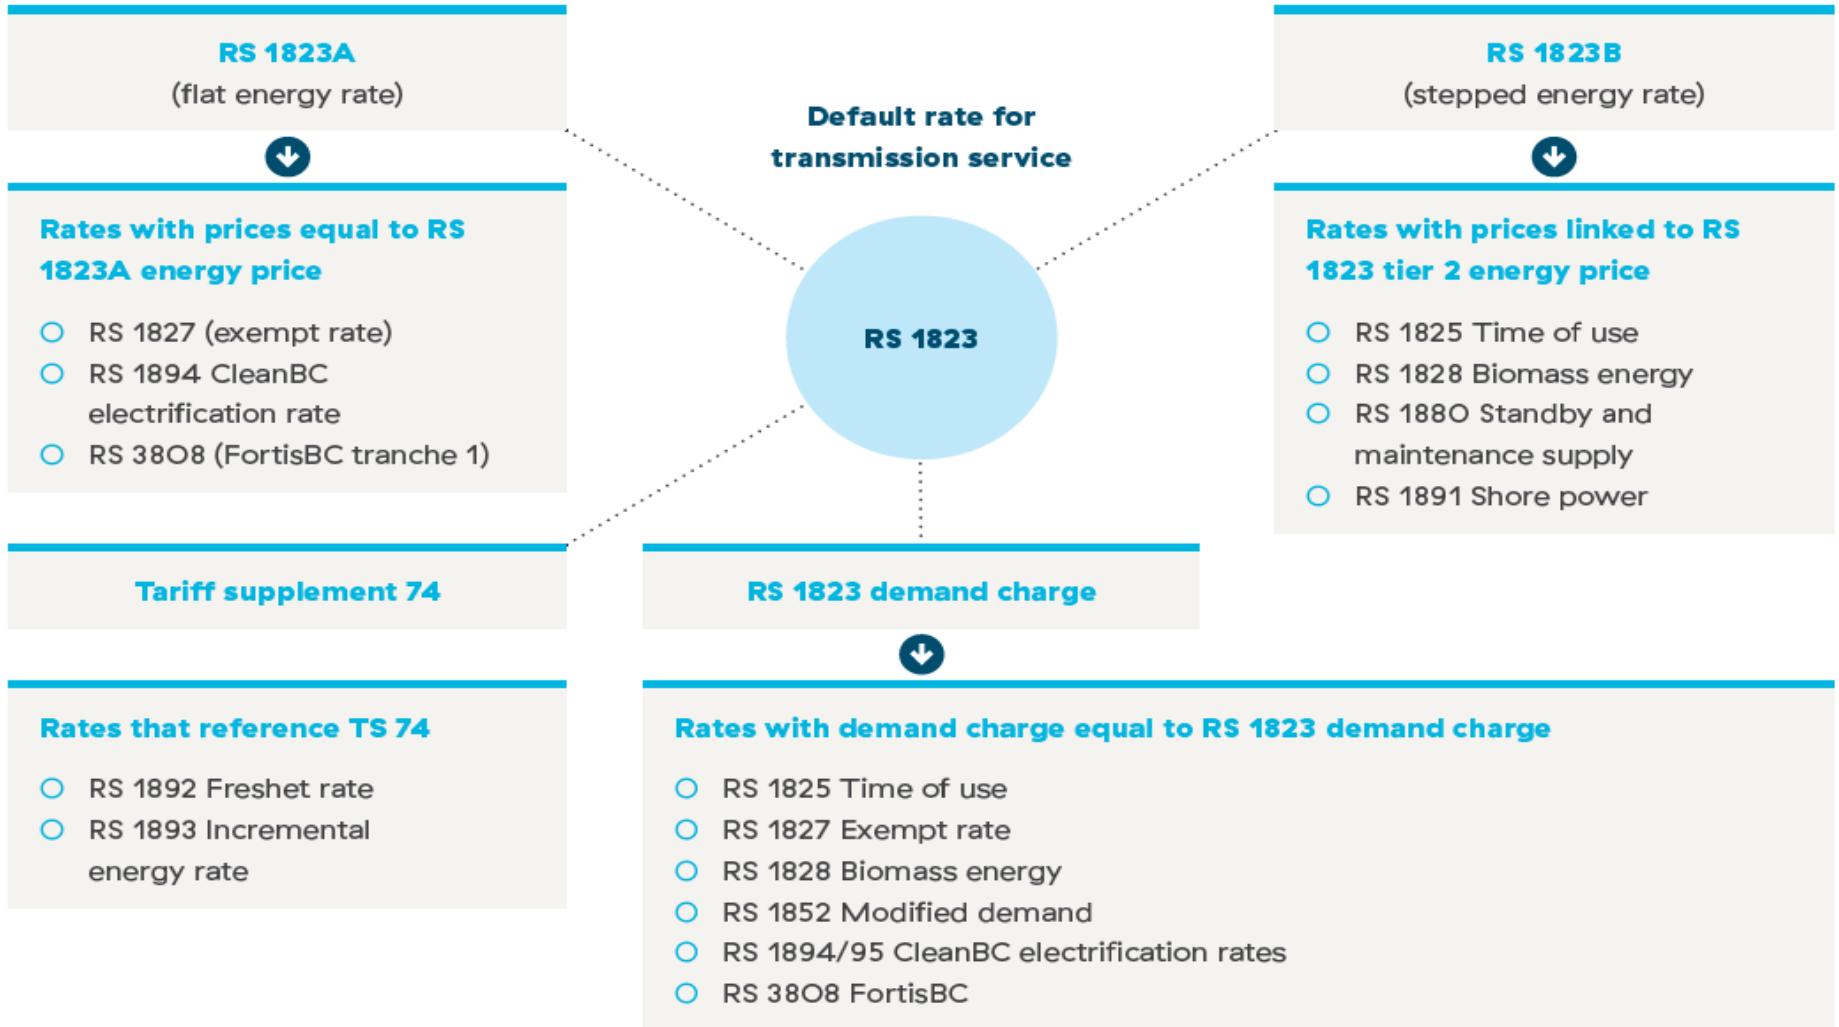 RS 1823A
(flat energy rate)
Rates with prices equal to RS
1823A energy price
RS 1827 (exempt rate)
RS 1894 CleanBC
electrification rate
RS 3808 (FortisBC tranche 1)
Default rate for
transmission service
RS 1823
RS 1823B
(stepped energy rate)
Rates with prices linked to RS
1823 tier 2 energy price
RS 1825 Time of use
RS 1828 Biomass energy
RS 1880 Standby and
maintenance supply
RS 1891 Shore power
Tariff supplement 74
Rates that reference TS 74
RS 1892 Freshet rate
RS 1893 Incremental
energy rate
RS 1823 demand charge
Rates with demand charge equal to RS 1823 demand charge
RS 1825 Time of use
RS 1827 Exempt rate
RS 1828 Biomass energy
RS 1852 Modified demand
RS 1894/95 CleanBC electrification rates
RS 3808 FortisBC